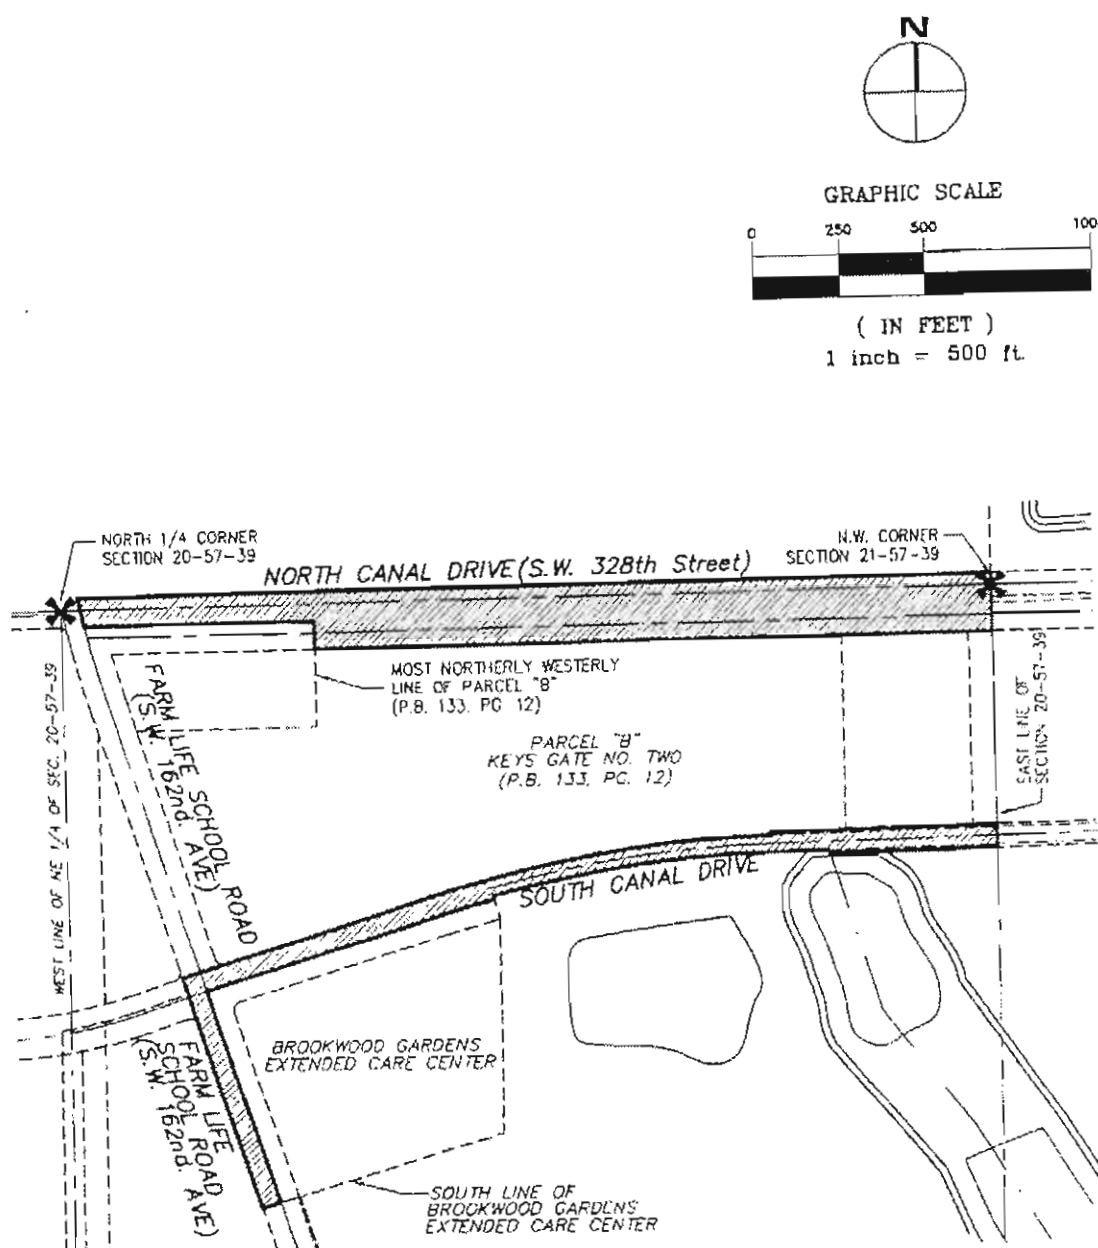 N
GRAPHIC SCALE
0 250 500 100
( IN FEET )
1 inch = 500 ft.
NORTH 1/4 CORNER
SECTION 20-57-39
N.W. CORNER
SECTION 21-57-39
NORTH CANAL DRIVE(S.W. 328th Street)
MOST NORTHERLY WESTERLY
LINE OF PARCEL "B"
(P.B. 133, PG 12)
WEST LINE OF NE 1/4 OF SEC. 20-57-39
FARM LIFE SCHOOL ROAD
(S.W. 162nd. AVE)
PARCEL "B"
KEYS GATE NO. TWO
(P.B. 133, PG. 12)
EAST LINE OF
SECTION 20-57-39
SOUTH CANAL DRIVE
BROOKWOOD GARDENS
EXTENDED CARE CENTER
FARM LIFE
SCHOOL ROAD
(S.W. 162nd. AVE)
SOUTH LINE OF
BROOKWOOD GARDENS
EXTENDED CARE CENTER